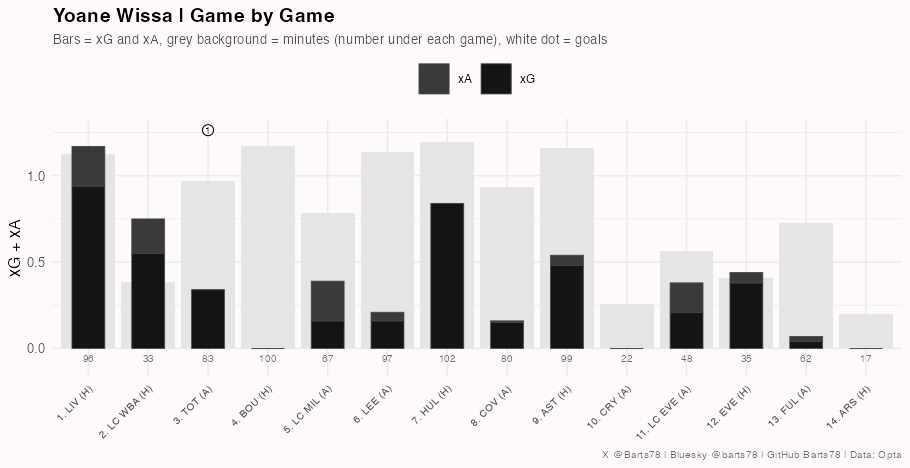 Yoane Wissa | Game by Game
Bars = xG and xA, grey background = minutes (number under each game), white dot = goals
xA xG
1
xG + xA
1.0
0.5
0.0
96 33 83 100 67 97 102 80 99 22 48 35 62 17
1. LIV (H)
2. LC WBA (H)
3. TOT (A)
4. BOU (H)
5. LC MIL (A)
6. LEE (A)
7. HUL (H)
8. COV (A)
9. AST (H)
10. CRY (A)
11. LC EVE (A)
12. EVE (H)
13. FUL (A)
14. ARS (H)
X @Barts78 | Bluesky @barts78 | GitHub Barts78 | Data: Opta